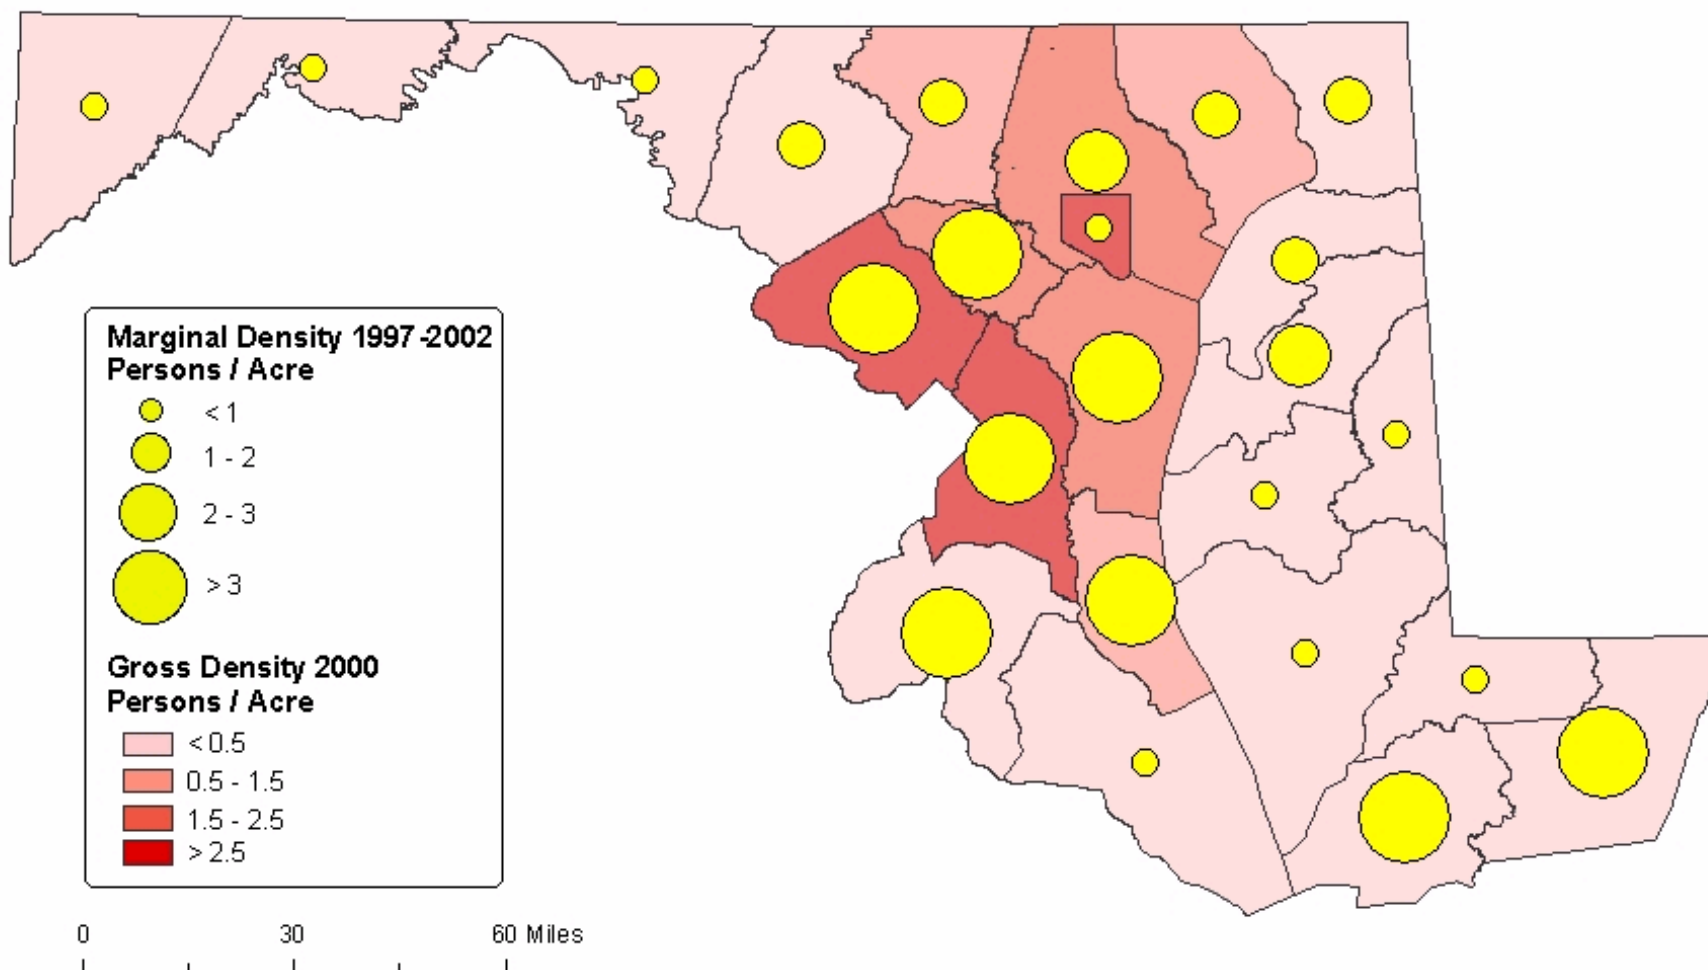 Marginal Density 1997-2002
Persons / Acre
< 1
1 - 2
2 - 3
> 3
Gross Density 2000
Persons / Acre
< 0.5
0.5 - 1.5
1.5 - 2.5
> 2.5
0 30 60 Miles